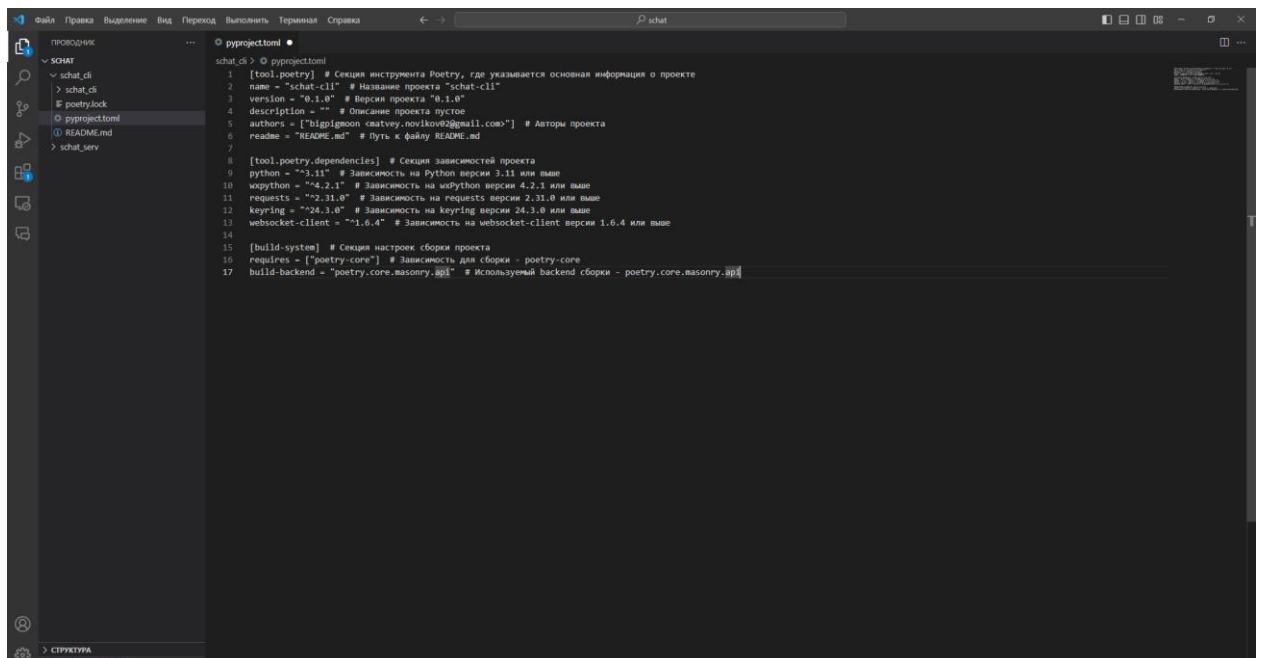 Файл Правка Выделение Вид Переход Выполнить Терминал Справка
schat
ПРОВОДНИК
SCHAT
schat_cli
schat_cli
poetry.lock
pyproject.toml
README.md
schat_serv
СТРУКТУРА
pyproject.toml
schat_cli > pyproject.toml
1 [tool.poetry] # Секция инструмента Poetry, где указывается основная информация о проекте
2 name = "schat-cli" # Название проекта "schat-cli"
3 version = "0.1.0" # Версия проекта "0.1.0"
4 description = "" # Описание проекта пустое
5 authors = ["bigpigmoon <matvey.novikov02@gmail.com>"] # Авторы проекта
6 readme = "README.md" # Путь к файлу README.md
7
8 [tool.poetry.dependencies] # Секция зависимостей проекта
9 python = "^3.11" # Зависимость на Python версии 3.11 или выше
10 wxpython = "^4.2.1" # Зависимость на wxPython версии 4.2.1 или выше
11 requests = "^2.31.0" # Зависимость на requests версии 2.31.0 или выше
12 keyring = "^24.3.0" # Зависимость на keyring версии 24.3.0 или выше
13 websocket-client = "^1.6.4" # Зависимость на websocket-client версии 1.6.4 или выше
14
15 [build-system] # Секция настроек сборки проекта
16 requires = ["poetry-core"] # Зависимость для сборки - poetry-core
17 build-backend = "poetry.core.masonry.api" # Используемый backend сборки - poetry.core.masonry.api